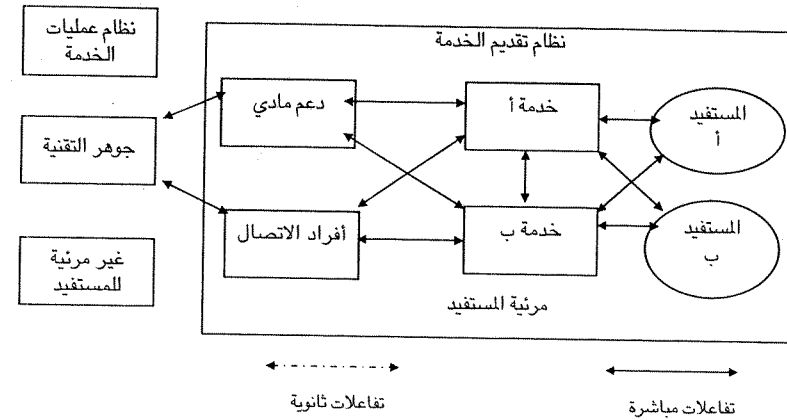 نظام تقديم الخدمة
نظام عمليات
الخدمة
دعم مادي
خدمة أ
المستفيد
أ
جوهر التقنية
أفراد الاتصال
خدمة ب
المستفيد
ب
غير مرئية
للمستفيد
مرئية المستفيد
تفاعلات مباشرة
تفاعلات ثانوية